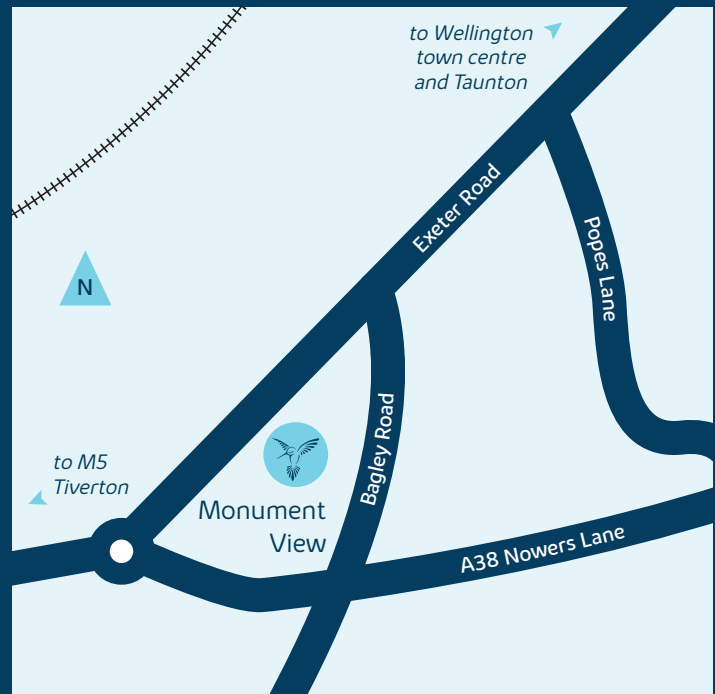 to Wellington
town centre
and Taunton
Exeter Road
Popes Lane
N
Bagley Road
to M5
Tiverton
Monument
View
A38 Nowers Lane